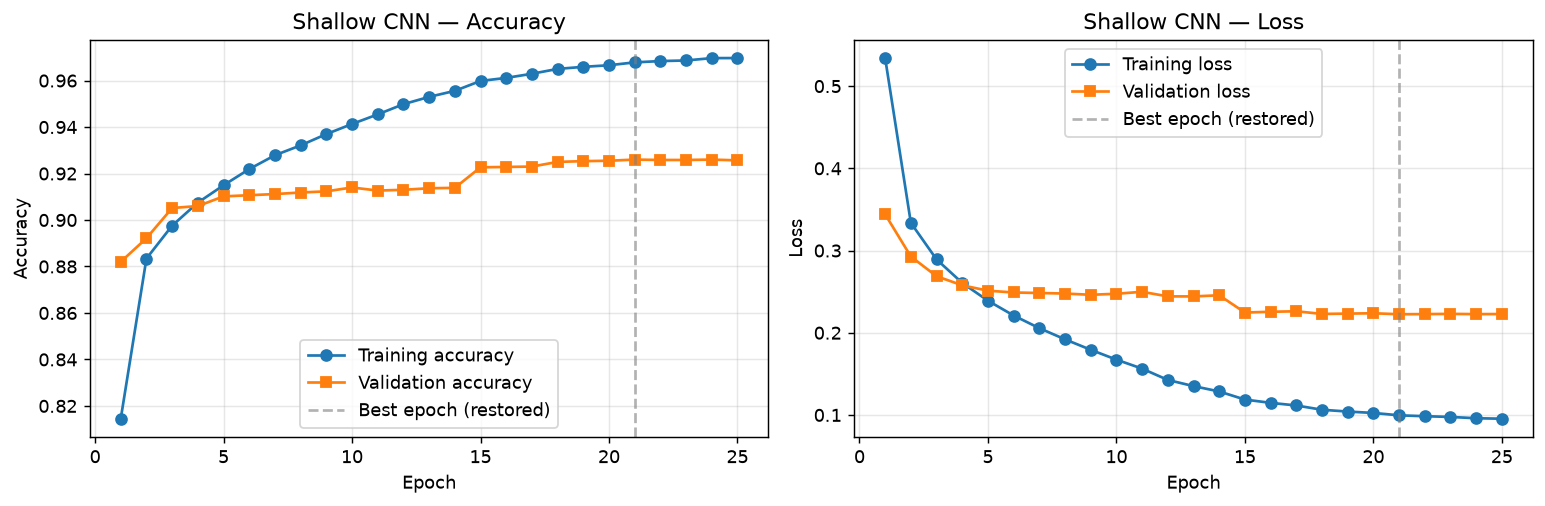 Shallow CNN — Accuracy
Accuracy
0.96
0.94
0.92
0.90
0.88
0.86
0.84
0.82
Training accuracy
Validation accuracy
Best epoch (restored)
0 5 10 15 20 25
Epoch
Shallow CNN — Loss
Loss
0.5
0.4
0.3
0.2
0.1
Training loss
Validation loss
Best epoch (restored)
0 5 10 15 20 25
Epoch